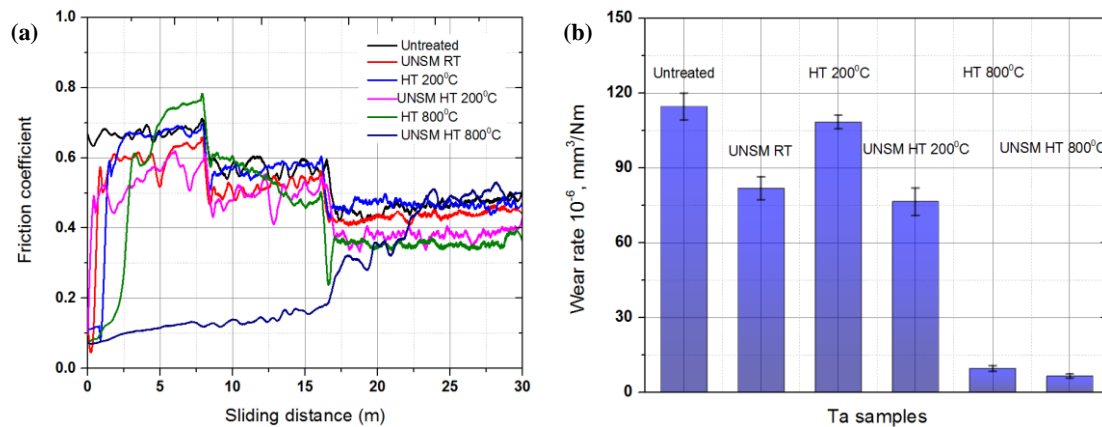 (a)
1.0
0.8
0.6
0.4
0.2
0.0
Friction coefficient
Untreated
UNSM RT
HT 200⁰C
UNSM HT 200⁰C
HT 800⁰C
UNSM HT 800⁰C
0 5 10 15 20 25 30
Sliding distance (m)
(b)
150
120
90
60
30
0
Wear rate 10⁻⁶, mm³/Nm
Untreated HT 200⁰C HT 800⁰C
UNSM RT UNSM HT 200⁰C UNSM HT 800⁰C
Ta samples